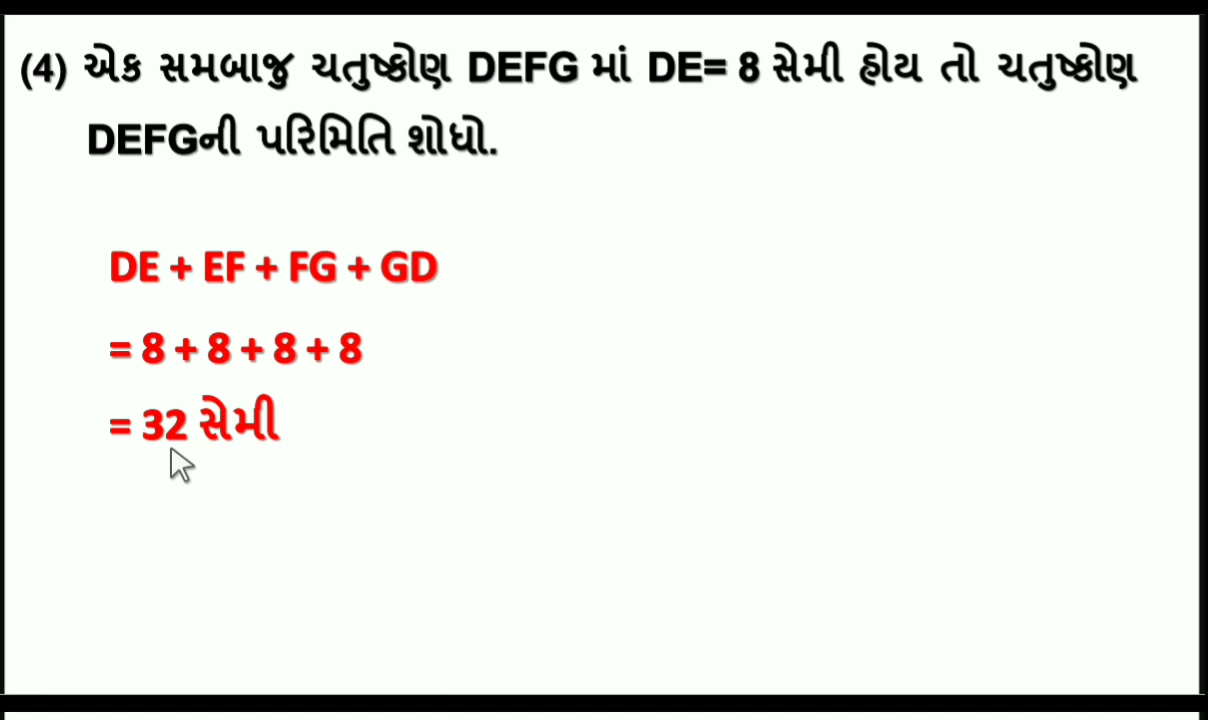 (4) એક સમબાજુ ચતુષ્કોણ DEFG માં DE= 8 સેમી હોય તો ચતુષ્કોણ
DEFGની પરિમિતિ શોધો.
DE + EF + FG + GD
= 8 + 8 + 8 + 8
= 32 સેમી